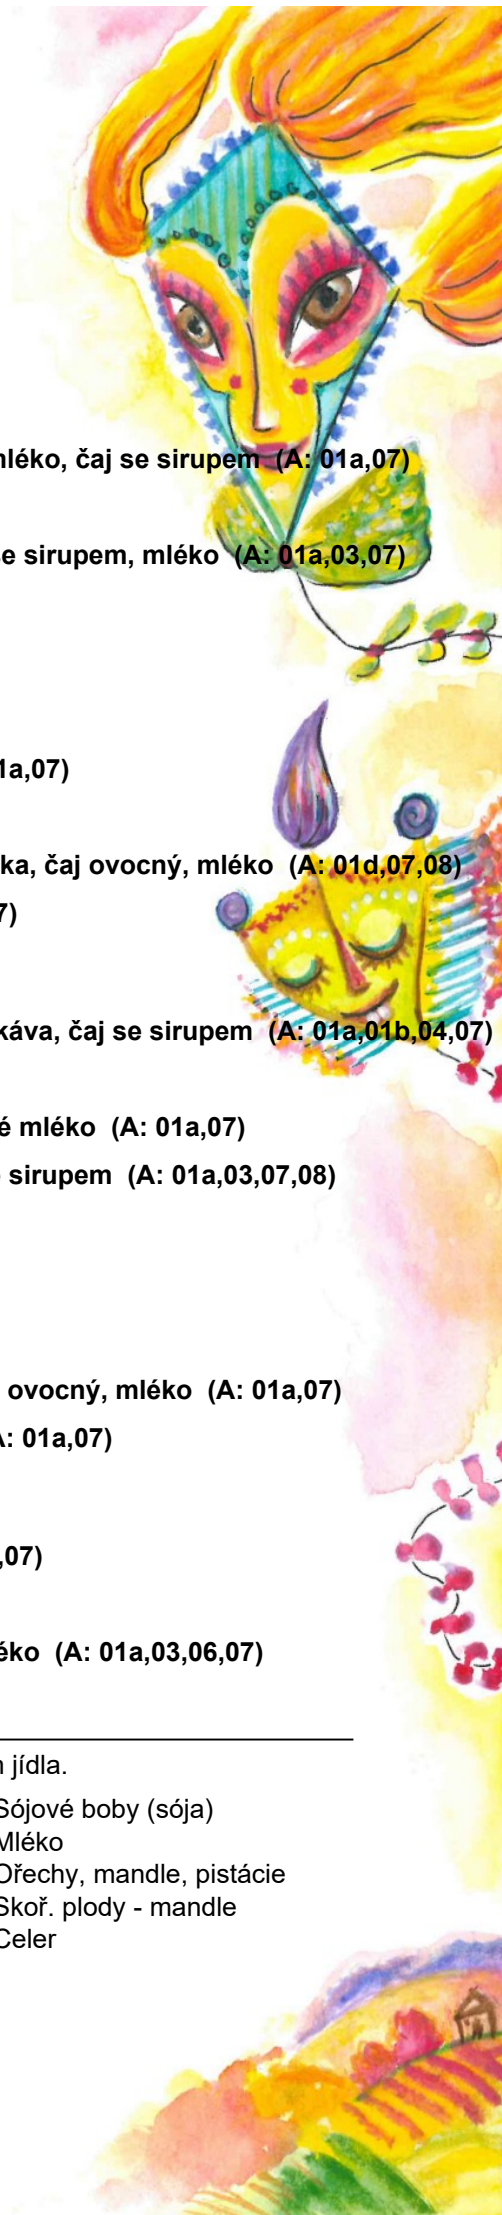 mléko, čaj se sirupem (A: 01a,07)
se sirupem, mléko (A: 01a,03,07)
1a,07)
ka, čaj ovocný, mléko (A: 01d,07,08)
7)
káva, čaj se sirupem (A: 01a,01b,04,07)
é mléko (A: 01a,07)
sirupem (A: 01a,03,07,08)
ovocný, mléko (A: 01a,07)
A: 01a,07)
,07)
éko (A: 01a,03,06,07)
jídla.
Sójové boby (sója)
Mléko
Ořechy, mandle, pistácie
Skoř. plody - mandle
Celer